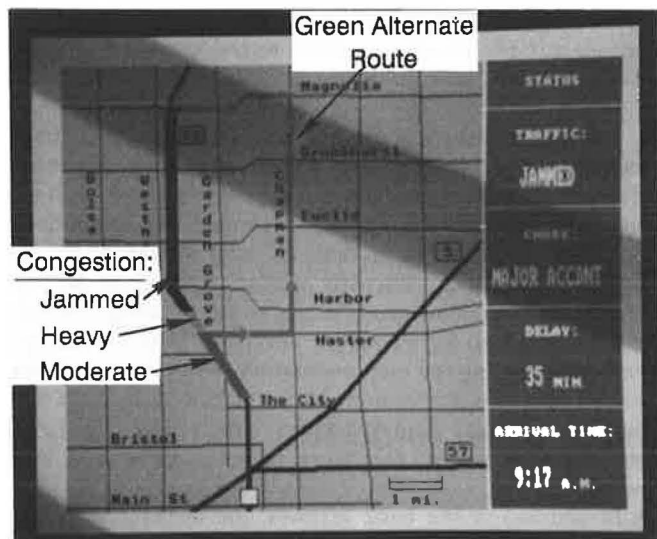 Green Alternate
Route
Magnolia
STATUS
TRAFFIC:
JAMMED
Brookhurst
Euclid
Chapman
Garden Grove
Bolsa
5
CAUSE:
MAJOR ACCDNT
Congestion:
Jammed
Heavy
Moderate
Harbor
Haster
DELAY:
35 MIN
The City
ARRIVAL TIME:
Bristol
57
9:17 A.M.
Main St
1 mi.